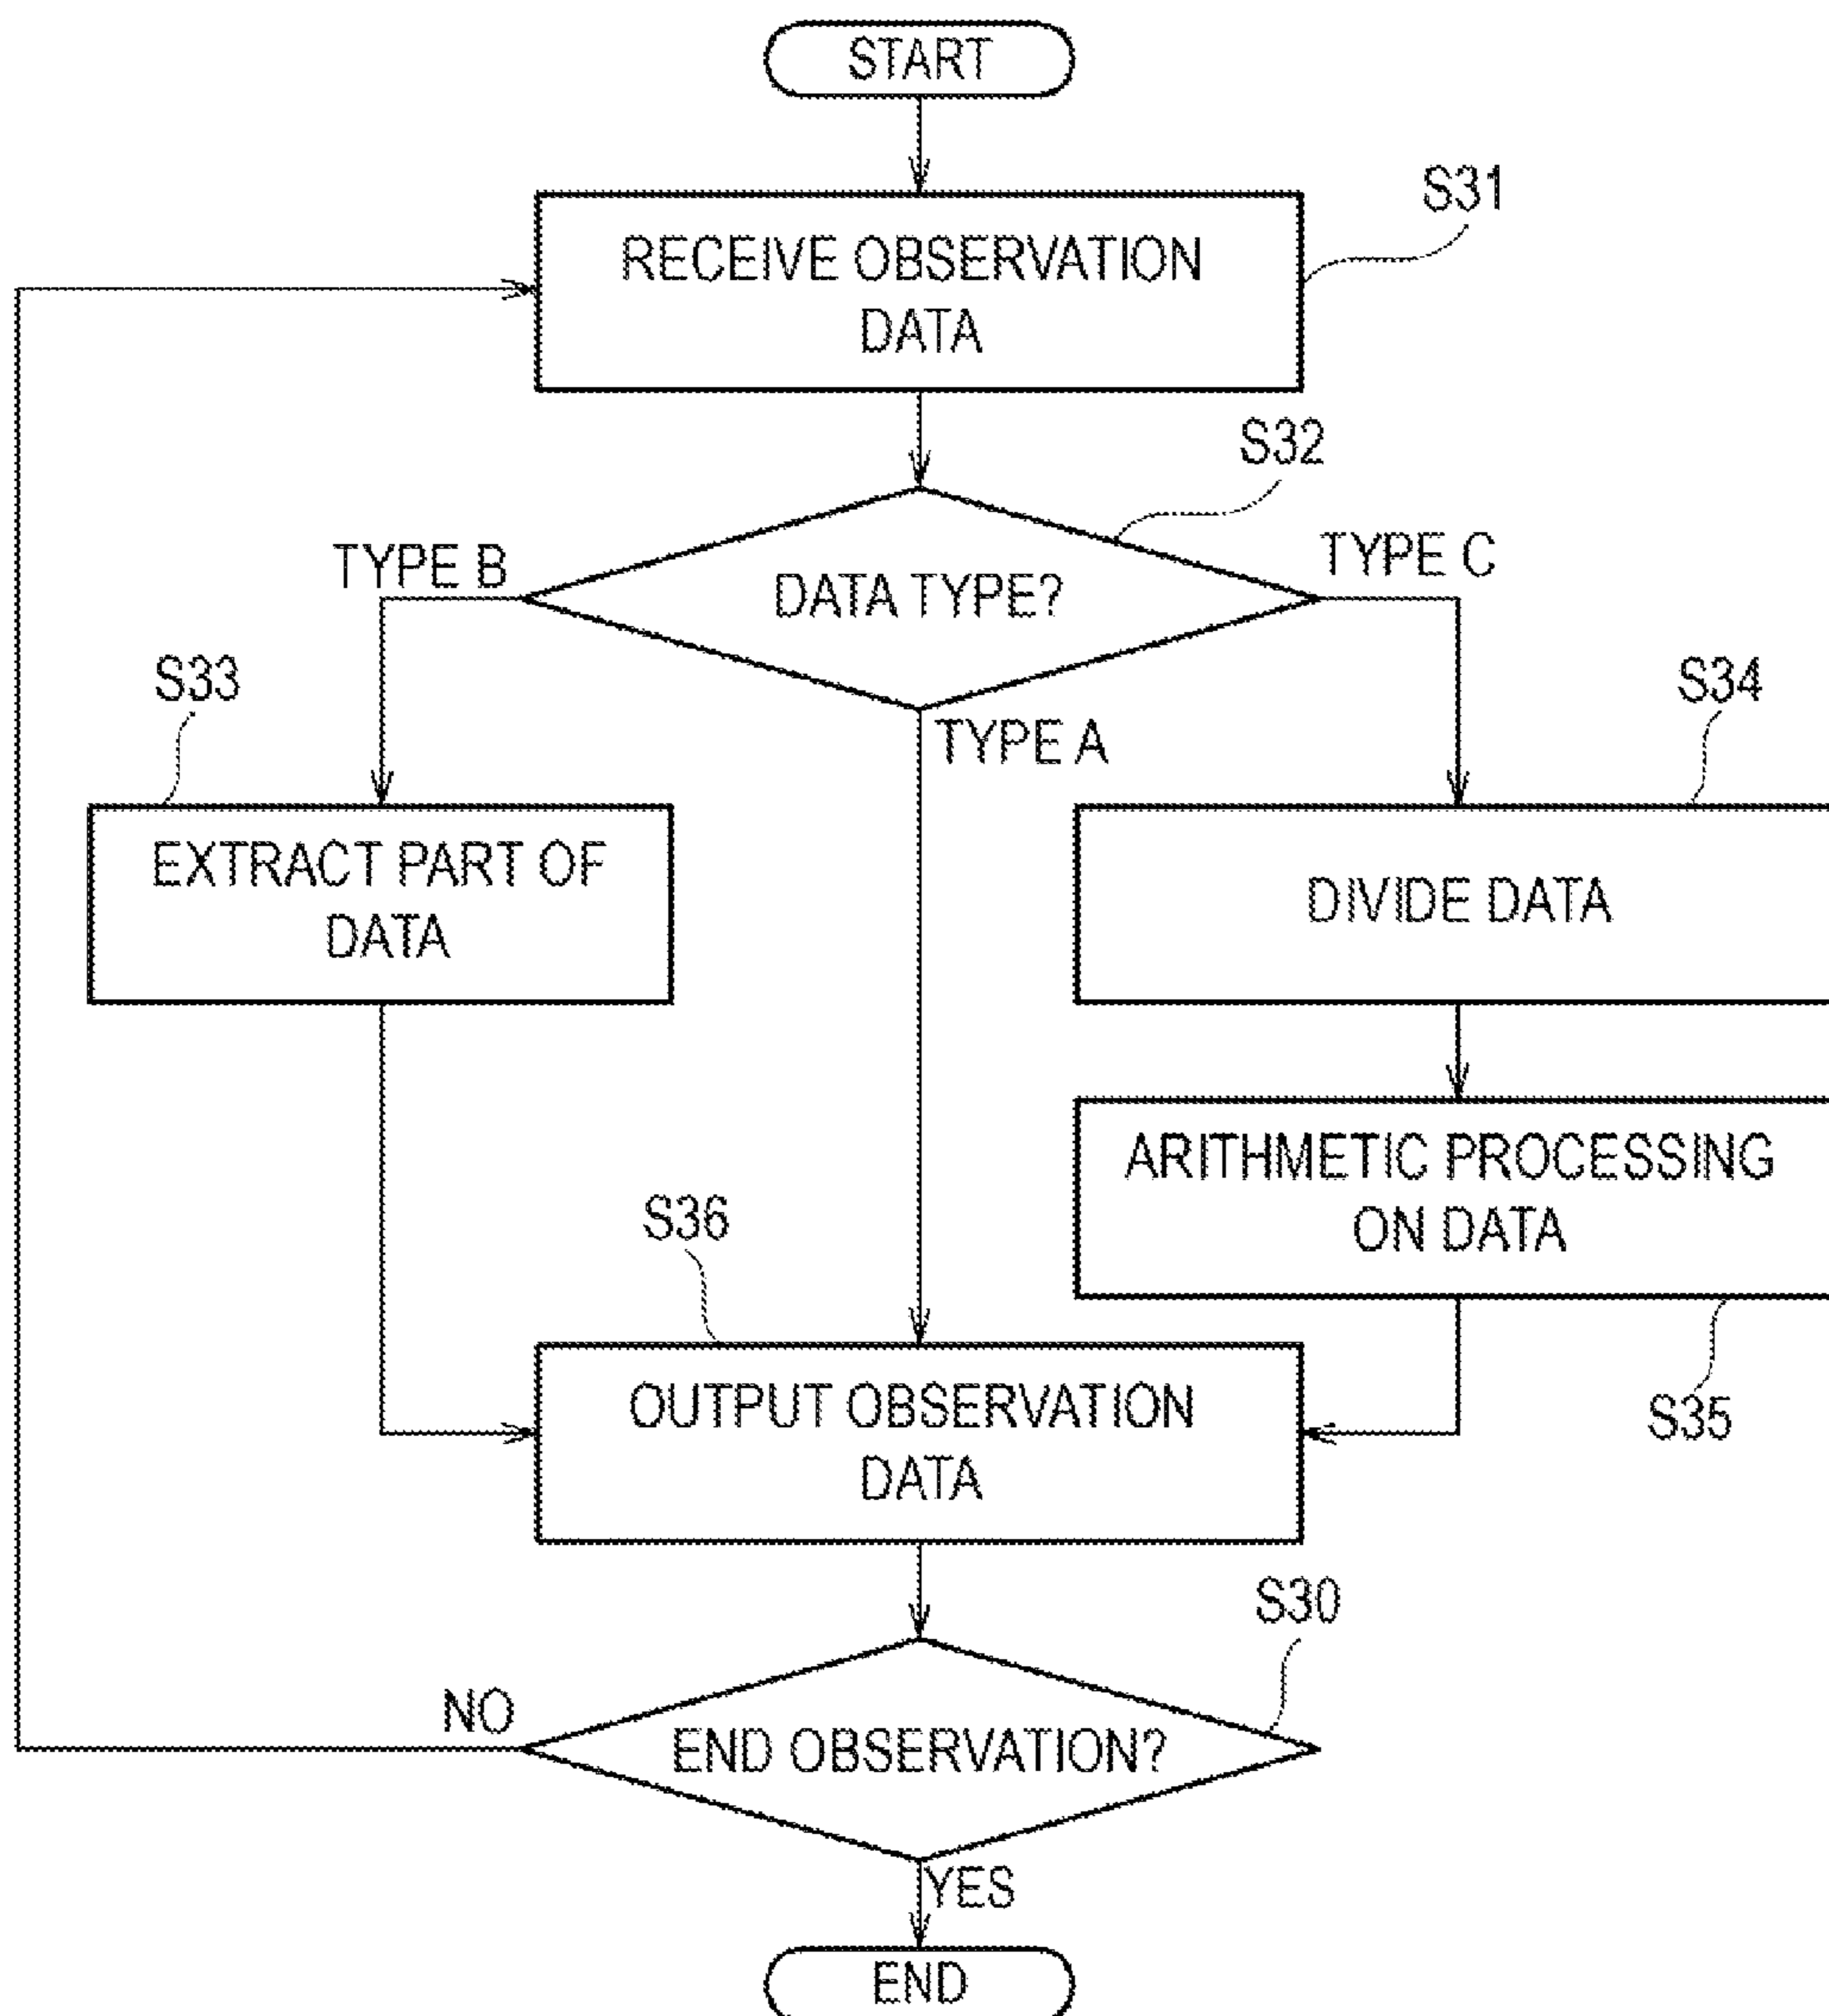 START
S31
RECEIVE OBSERVATION
DATA
S32
TYPE B
DATA TYPE?
TYPE C
TYPE A
S33
S34
EXTRACT PART OF
DATA
DIVIDE DATA
ARITHMETIC PROCESSING
ON DATA
S35
S36
OUTPUT OBSERVATION
DATA
S30
NO
END OBSERVATION?
YES
END